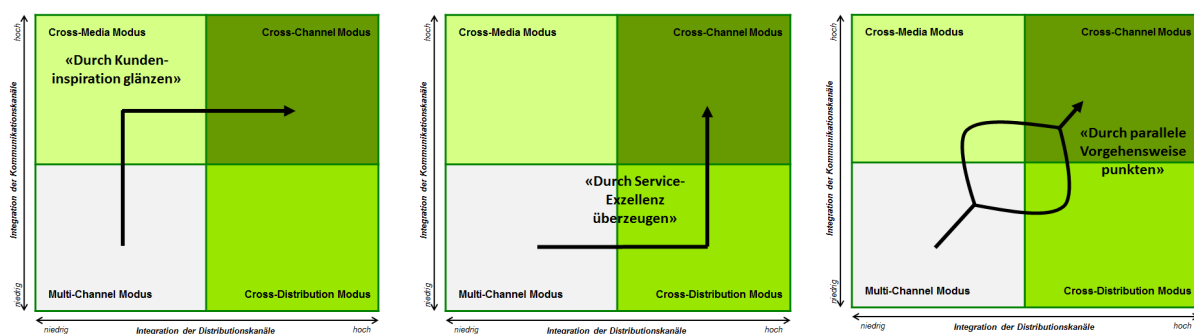 hoch
Integration der Kommunikationskanäle
niedrig
Cross-Media Modus
Cross-Channel Modus
«Durch Kunden-
inspiration glänzen»
Multi-Channel Modus
Cross-Distribution Modus
niedrig
Integration der Distributionskanäle
hoch
hoch
Integration der Kommunikationskanäle
niedrig
Cross-Media Modus
Cross-Channel Modus
«Durch Service-
Exzellenz
überzeugen»
Multi-Channel Modus
Cross-Distribution Modus
niedrig
Integration der Distributionskanäle
hoch
hoch
Integration der Kommunikationskanäle
niedrig
Cross-Media Modus
Cross-Channel Modus
«Durch parallele
Vorgehensweise
punkten»
Multi-Channel Modus
Cross-Distribution Modus
niedrig
Integration der Distributionskanäle
hoch